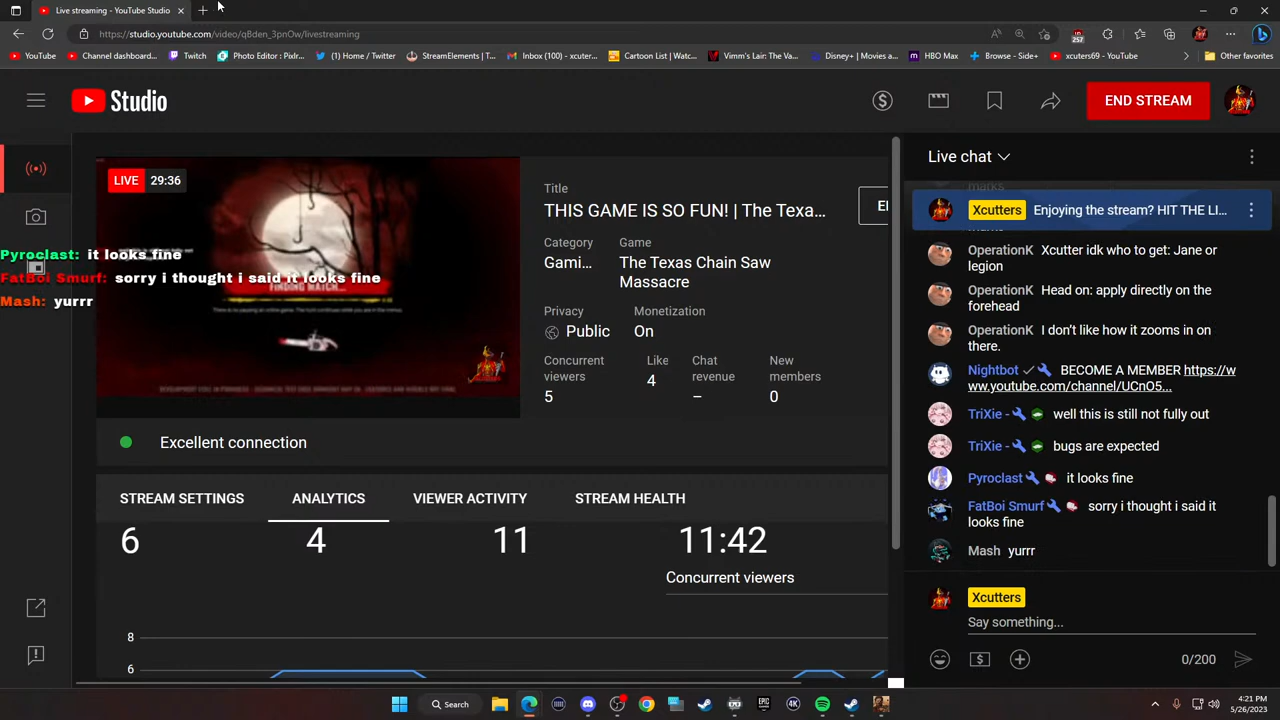 Live streaming - YouTube Studio
https://studio.youtube.com/video/q8den_3pnOw/livestreaming
YouTube
Channel dashboard...
Twitch
Photo Editor : Pixlr...
(1) Home / Twitter
StreamElements | T...
Inbox (100) - xcuter...
Cartoon List | Watc...
Vimm's Lair: The Va...
Disney+ | Movies a...
HBO Max
Browse - Side+
xcuters69 - YouTube
Other favorites
Studio
END STREAM
LIVE 29:36
FINDING MATCH...
Pyroclast: it looks fine
FatBoi Smurf: sorry i thought i said it looks fine
Mash: yurrr
Title
THIS GAME IS SO FUN! | The Texa...
Category
Gami...
Game
The Texas Chain Saw
Massacre
Privacy
Public
Monetization
On
Concurrent
viewers
5
Like
4
Chat
revenue
–
New
members
0
Excellent connection
STREAM SETTINGS
ANALYTICS
VIEWER ACTIVITY
STREAM HEALTH
6
4
11
11:42
Concurrent viewers
8
6
Live chat
Xcutters Enjoying the stream? HIT THE LI...
OperationK Xcutter idk who to get: Jane or
legion
OperationK Head on: apply directly on the
forehead
OperationK I don't like how it zooms in on
there.
Nightbot BECOME A MEMBER https://w
ww.youtube.com/channel/UCnO5...
TriXie - well this is still not fully out
TriXie - bugs are expected
Pyroclast it looks fine
FatBoi Smurf sorry i thought i said it
looks fine
Mash yurrr
Xcutters
Say something...
0/200
Search
4:21 PM
5/26/2023